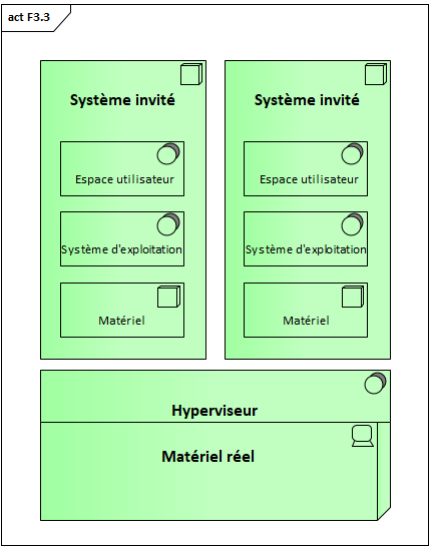 act F3.3
Système invité
Espace utilisateur
Système d'exploitation
Matériel
Système invité
Espace utilisateur
Système d'exploitation
Matériel
Hyperviseur
Matériel réel